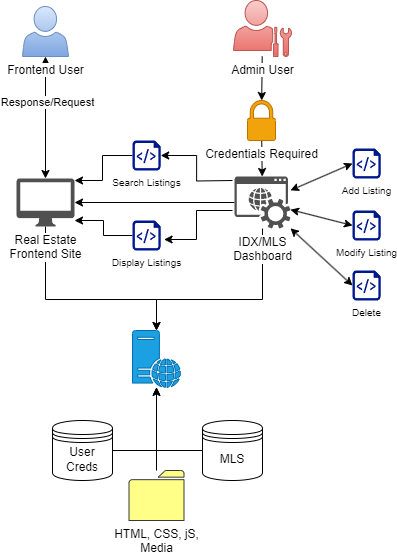 Frontend User
Admin User
Response/Request
Credentials Required
Search Listings
Add Listing
Real Estate
Frontend Site
IDX/MLS
Dashboard
Display Listings
Modify Listing
Delete
User
Creds
MLS
HTML, CSS, jS,
Media